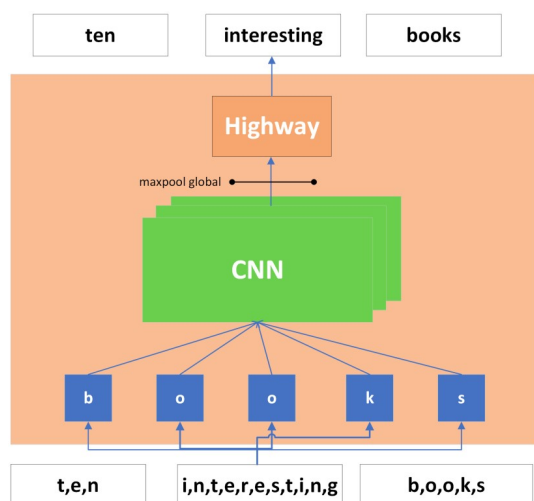 ten interesting books
Highway
maxpool global
CNN
b o o k s
t,e,n i,n,t,e,r,e,s,t,i,n,g b,o,o,k,s